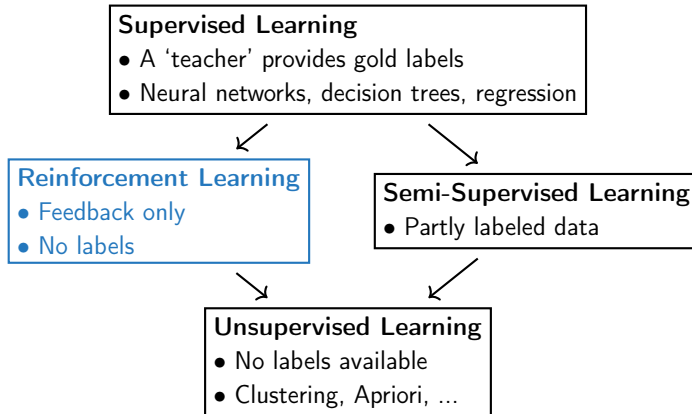 Supervised Learning
• A ‘teacher’ provides gold labels
• Neural networks, decision trees, regression
Reinforcement Learning
• Feedback only
• No labels
Semi-Supervised Learning
• Partly labeled data
Unsupervised Learning
• No labels available
• Clustering, Apriori, ...